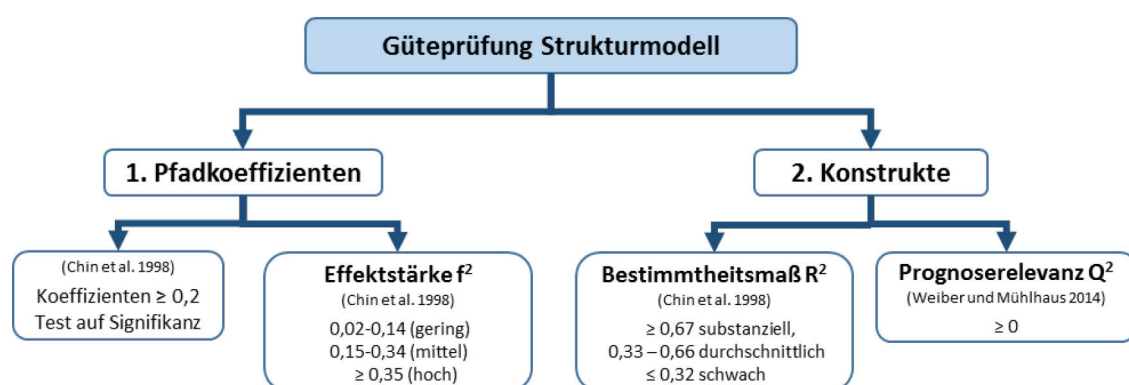 Güteprüfung Strukturmodell
1. Pfadkoeffizienten
2. Konstrukte
(Chin et al. 1998)
Koeffizienten ≥ 0,2
Test auf Signifikanz
Effektstärke f²
(Chin et al. 1998)
0,02-0,14 (gering)
0,15-0,34 (mittel)
≥ 0,35 (hoch)
Bestimmtheitsmaß R²
(Chin et al. 1998)
≥ 0,67 substanziell,
0,33 – 0,66 durchschnittlich
≤ 0,32 schwach
Prognoserelevanz Q²
(Weiber und Mühlhaus 2014)
≥ 0